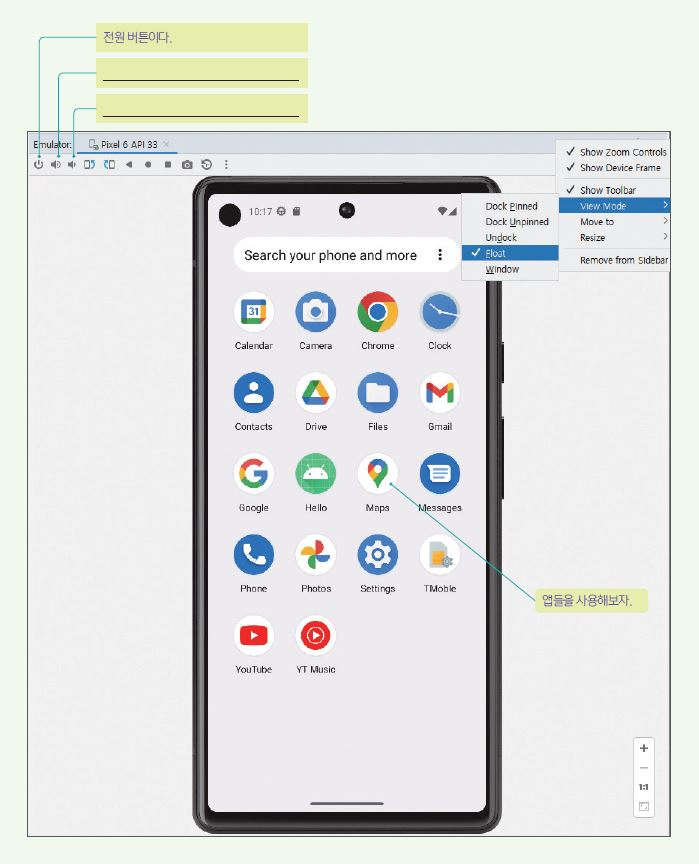 전원 버튼이다.
Emulator: Pixel 6 API 33
Show Zoom Controls
Show Device Frame
Show Toolbar
View Mode
Move to
Resize
Remove from Sidebar
Dock Pinned
Dock Unpinned
Undock
Float
Window
10:17
Search your phone and more
31
Calendar Camera Chrome Clock
Contacts Drive Files Gmail
Google Hello Maps Messages
Phone Photos Settings TMoble
앱들을 사용해보자.
YouTube YT Music
1:1